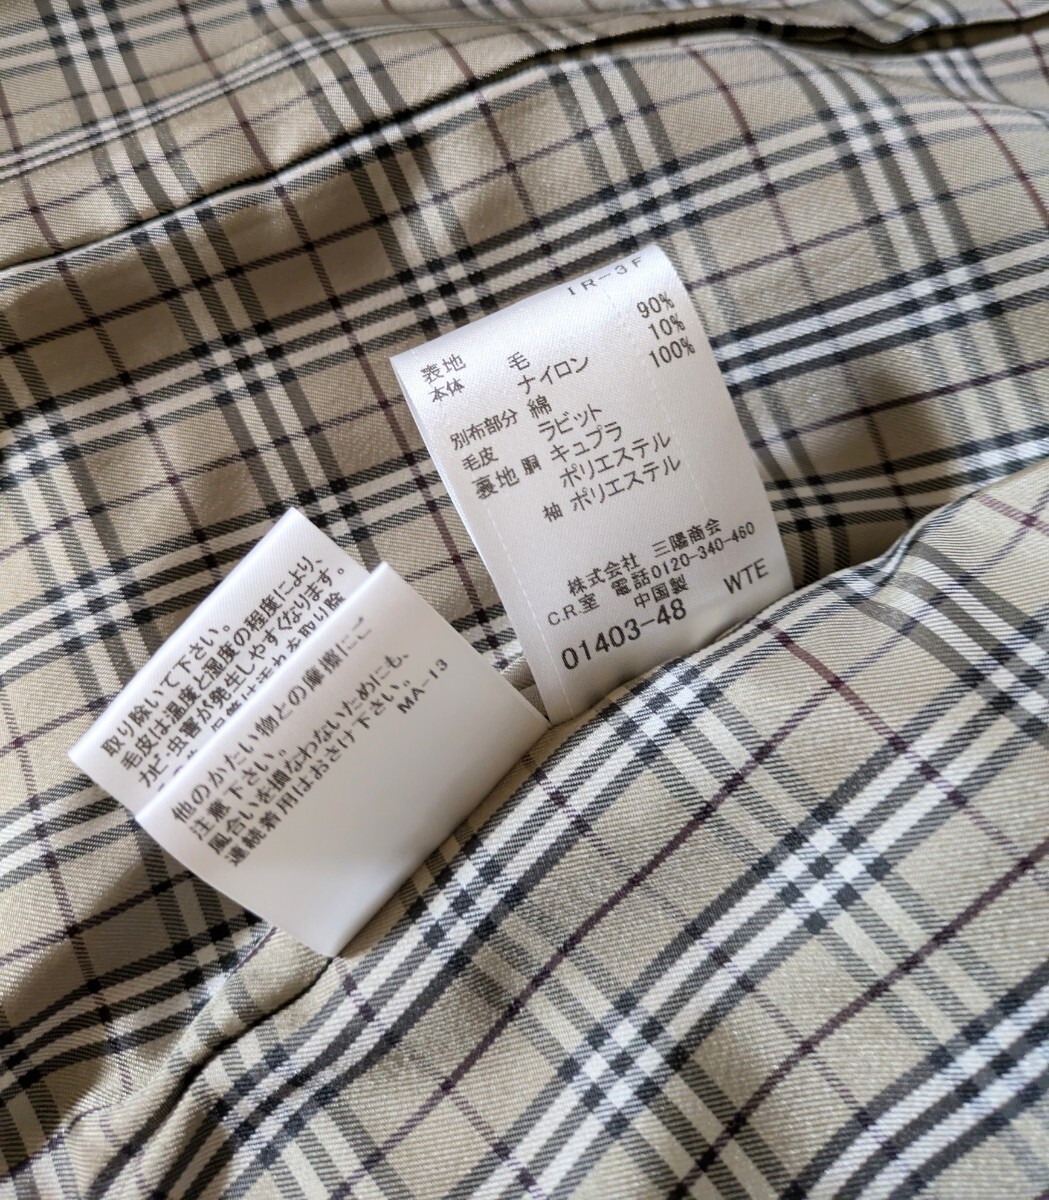 IR-3F
表地 毛 90%
本体 ナイロン 10%
別布部分 綿 100%
毛皮 ラビット
裏地 胴 キュプラ
ポリエステル
袖 ポリエステル
株式会社 三陽商会
C.R.室 電話0120-340-460
中国製
01403-48 WTE
取り除いて下さい。
毛皮は温度と湿度の程度により、
カビ・虫害が発生しやすくなります。
他のかたい物との摩擦にご
注意下さい。
風合いを損なわないためにも、
連続着用はおさけ下さい。
MA-13